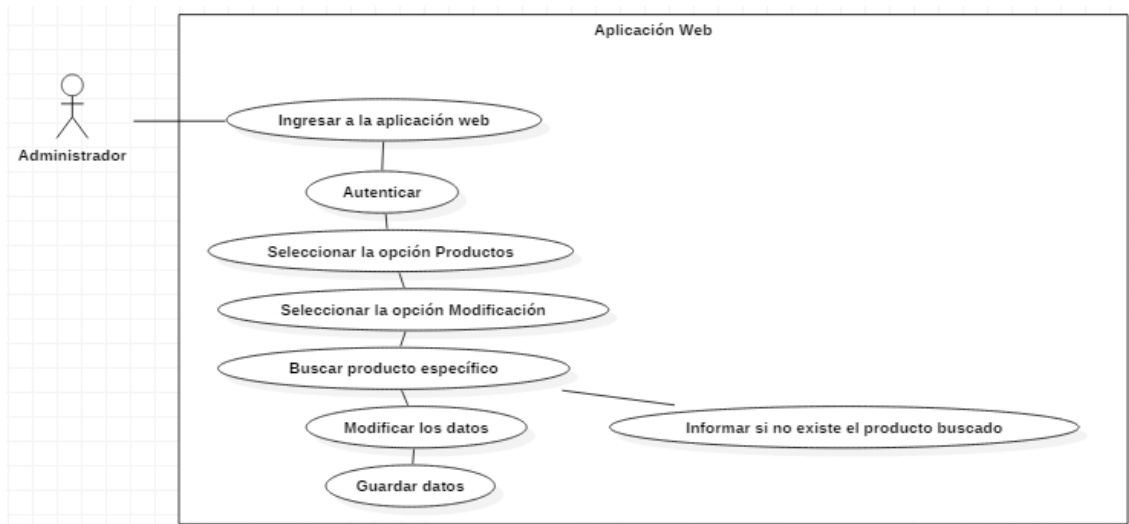 Aplicación Web
Administrador
Ingresar a la aplicación web
Autenticar
Seleccionar la opción Productos
Seleccionar la opción Modificación
Buscar producto específico
Modificar los datos
Informar si no existe el producto buscado
Guardar datos